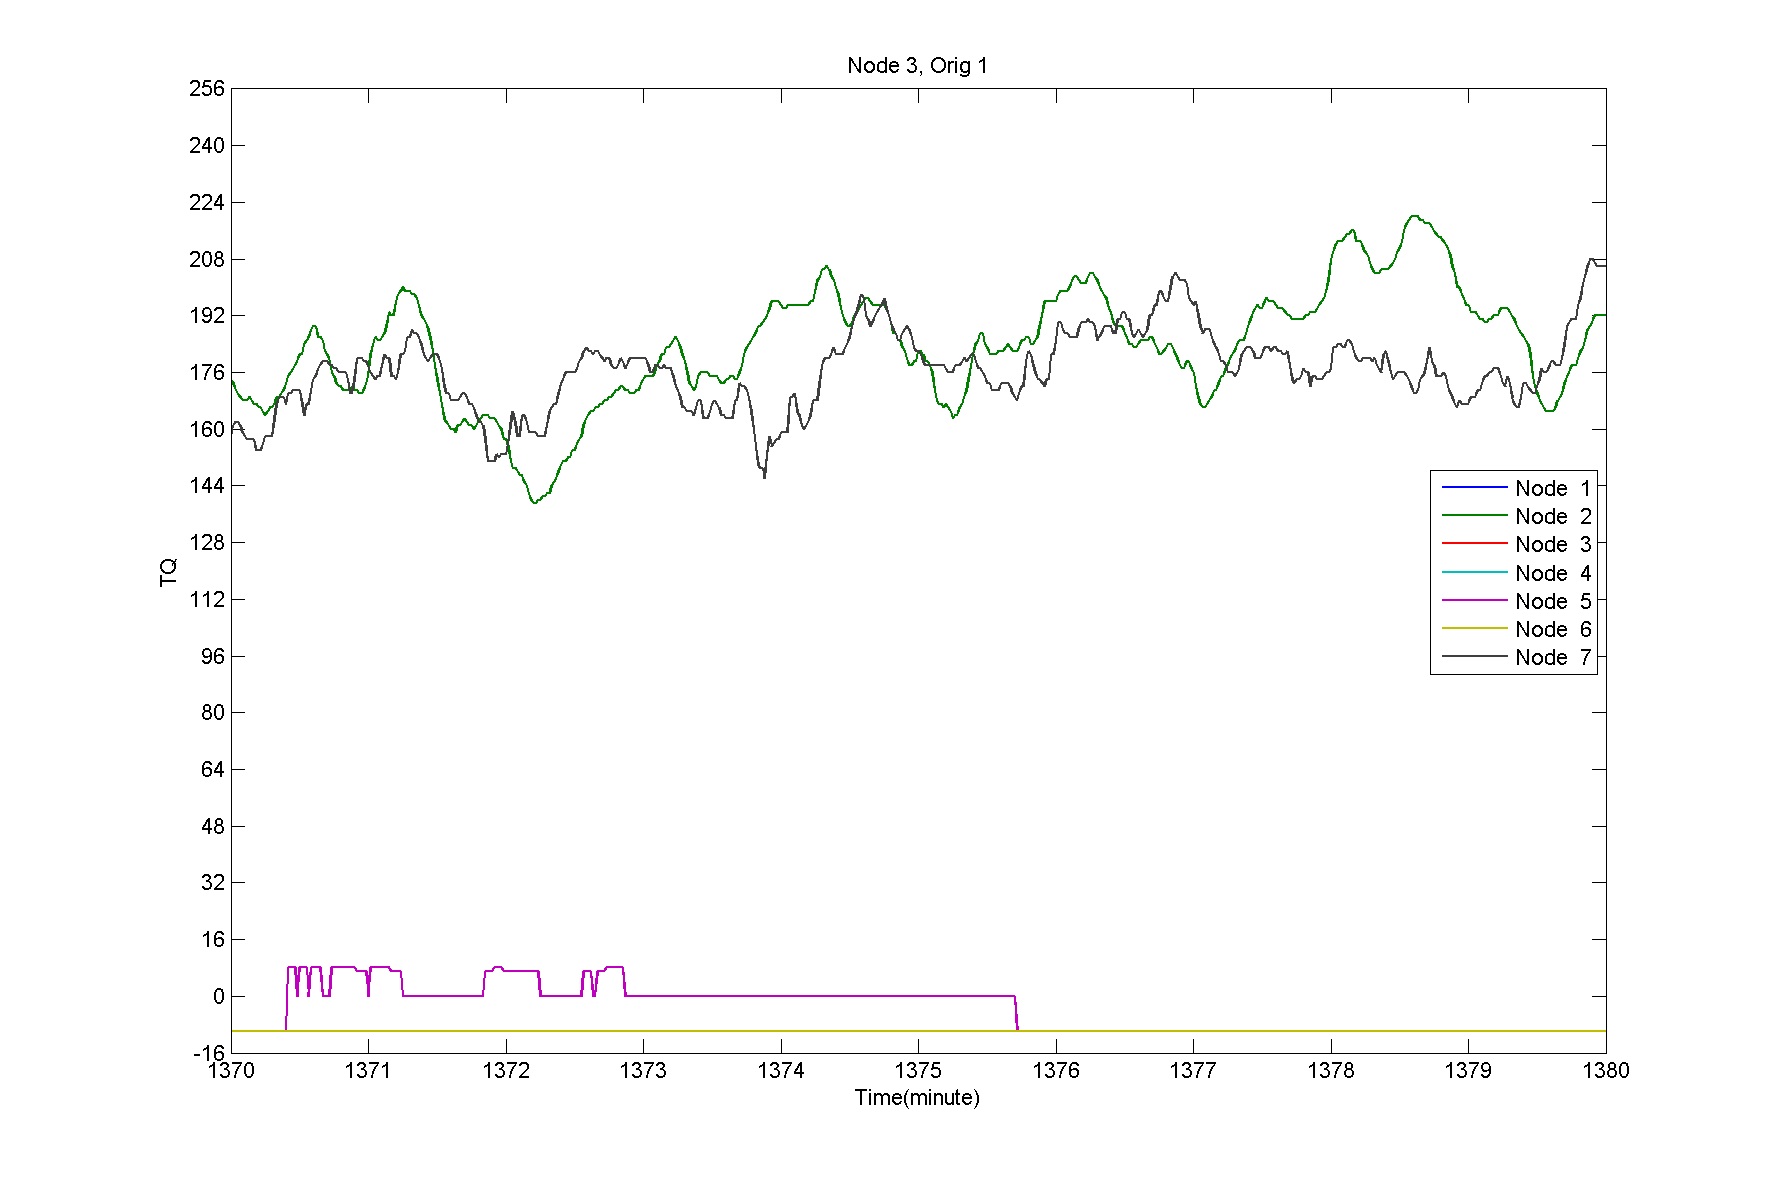 Node 3, Orig 1
256
240
224
208
192
176
160
144
128
112
96
80
64
48
32
16
0
-16
TQ
Node 1
Node 2
Node 3
Node 4
Node 5
Node 6
Node 7
1370 1371 1372 1373 1374 1375 1376 1377 1378 1379 1380
Time(minute)